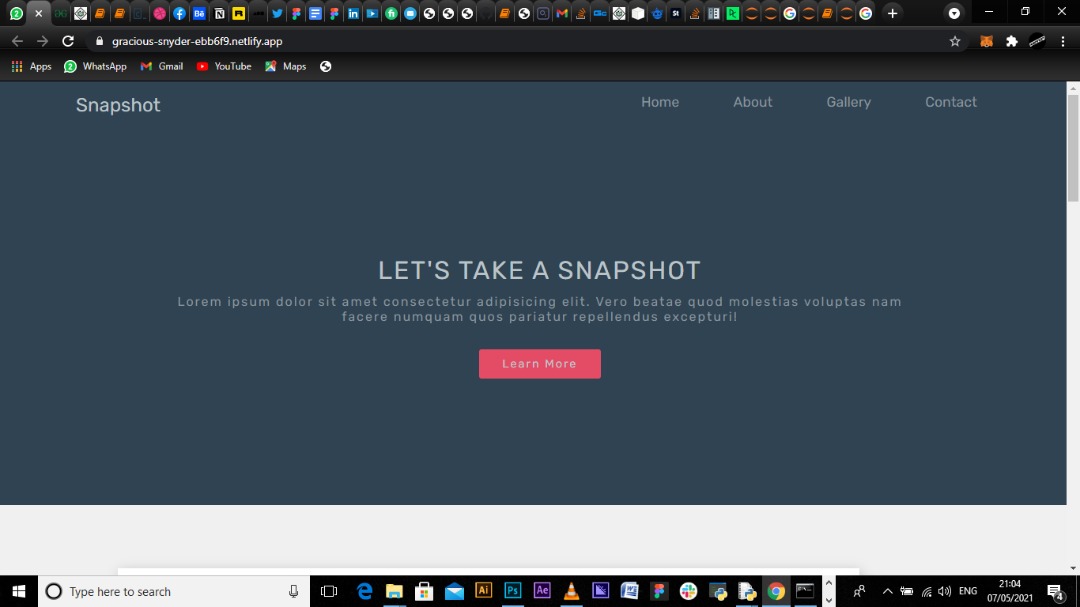 gracious-snyder-ebb6f9.netlify.app
Apps WhatsApp Gmail YouTube Maps
Snapshot Home About Gallery Contact
LET'S TAKE A SNAPSHOT
Lorem ipsum dolor sit amet consectetur adipisicing elit. Vero beatae quod molestias voluptas nam
facere numquam quos pariatur repellendus excepturi!
Learn More
Type here to search
ENG
21:04
07/05/2021
4